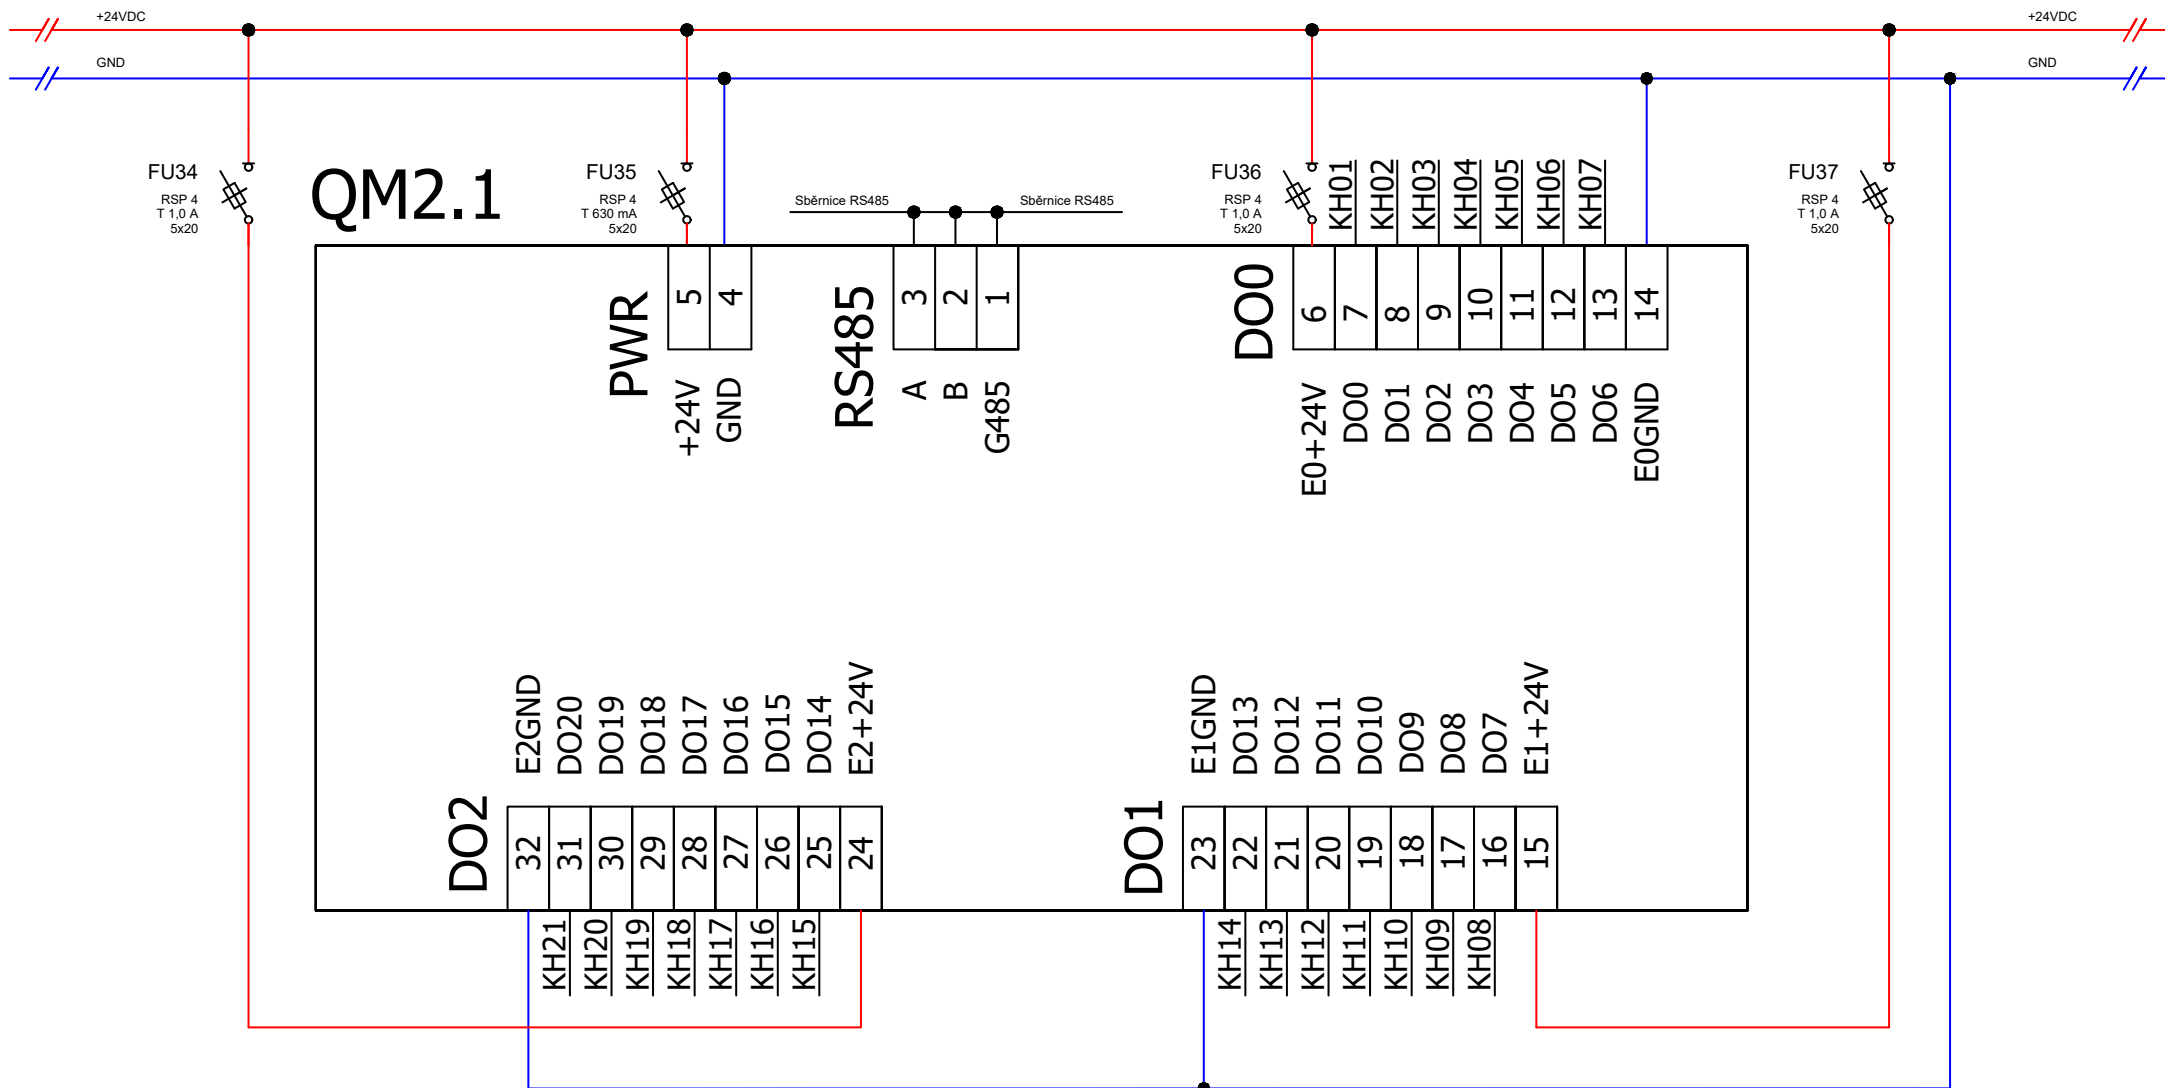 +24VDC
+24VDC
GND
GND
FU34
RSP 4
T 1,0 A
5x20
QM2.1
FU35
RSP 4
T 630 mA
5x20
Sběrnice RS485
Sběrnice RS485
FU36
RSP 4
T 1,0 A
5x20
KH01
KH02
KH03
KH04
KH05
KH06
KH07
FU37
RSP 4
T 1,0 A
5x20
PWR
5
4
+24V
GND
RS485
3
2
1
A
B
G485
DO0
6
7
8
9
10
11
12
13
14
E0+24V
DO0
DO1
DO2
DO3
DO4
DO5
DO6
E0GND
E2GND
DO20
DO19
DO18
DO17
DO16
DO15
DO14
E2+24V
DO2
32
31
30
29
28
27
26
25
24
KH21
KH20
KH19
KH18
KH17
KH16
KH15
E1GND
DO13
DO12
DO11
DO10
DO9
DO8
DO7
E1+24V
DO1
23
22
21
20
19
18
17
16
15
KH14
KH13
KH12
KH11
KH10
KH09
KH08